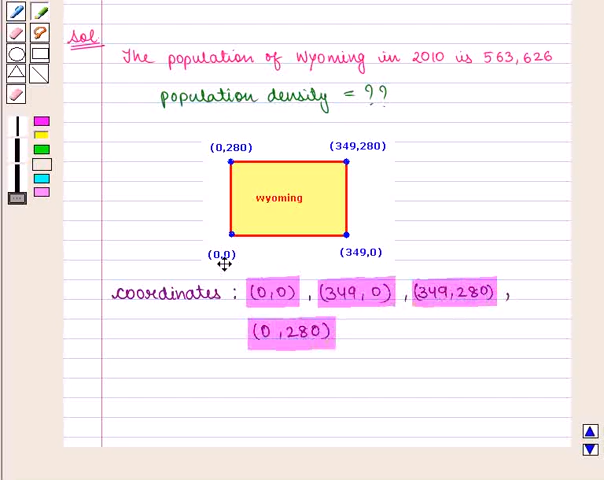 Sol
The population of Wyoming in 2010 is 563,626
population density = ??
(0,280) (349,280)
wyoming
(0,0) (349,0)
coordinates : (0,0) , (349,0) , (349,280) ,
(0,280)